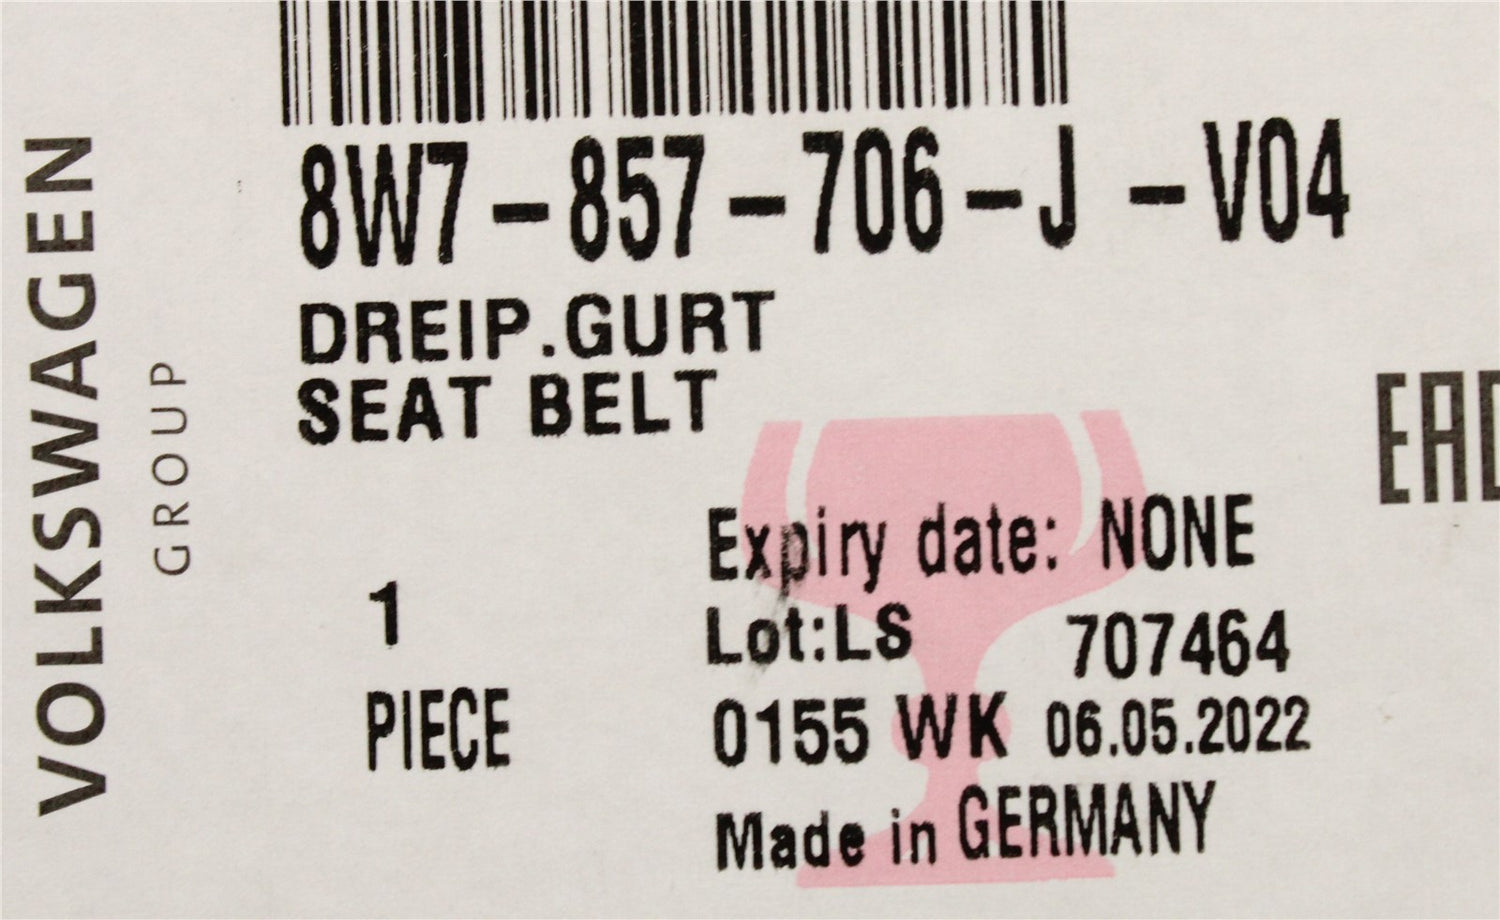 VOLKSWAGEN
GROUP
8W7-857-706-J -V04
DREIP.GURT
SEAT BELT
EAC
Expiry date: NONE
1
Lot:LS 707464
PIECE
0155 WK 06.05.2022
Made in GERMANY